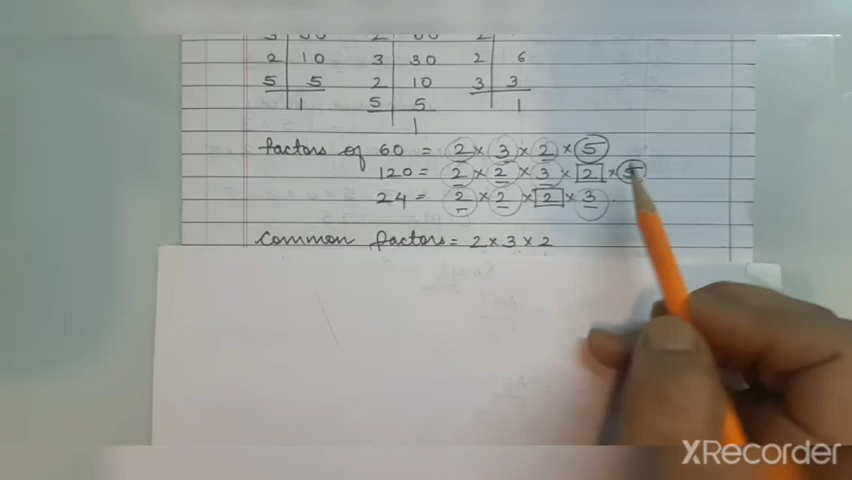 2 10 3 30 2 6
5 5 2 10 3 3
1 5 5 1
1
factors of 60 = 2 × 3 × 2 × 5
120 = 2 × 2 × 3 × 2 × 5
24 = 2 × 2 × 2 × 3
Common factors = 2 × 3 × 2
XRecorder